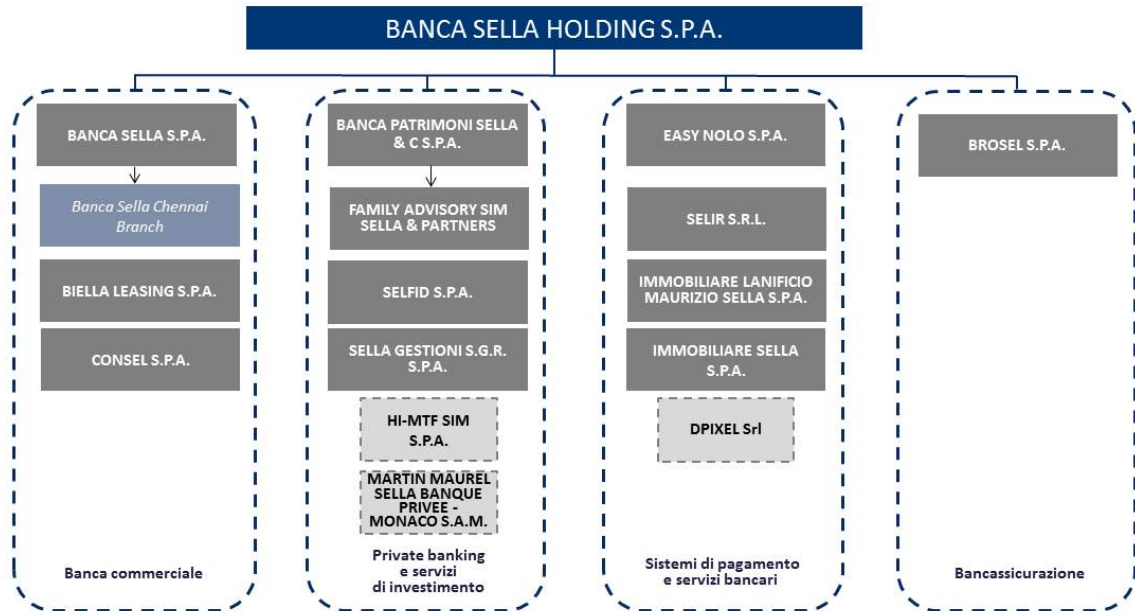 BANCA SELLA HOLDING S.P.A.
BANCA SELLA S.P.A.
Banca Sella Chennai
Branch
BIELLA LEASING S.P.A.
CONSEL S.P.A.
Banca commerciale
BANCA PATRIMONI SELLA
& C S.P.A.
FAMILY ADVISORY SIM
SELLA & PARTNERS
SELFID S.P.A.
SELLA GESTIONI S.G.R.
S.P.A.
HI-MTF SIM
S.P.A.
MARTIN MAUREL
SELLA BANQUE
PRIVEE -
MONACO S.A.M.
Private banking
e servizi
di investimento
EASY NOLO S.P.A.
SELIR S.R.L.
IMMOBILIARE LANIFICIO
MAURIZIO SELLA S.P.A.
IMMOBILIARE SELLA
S.P.A.
DPIXEL Srl
Sistemi di pagamento
e servizi bancari
BROSEL S.P.A.
Bancassicurazione